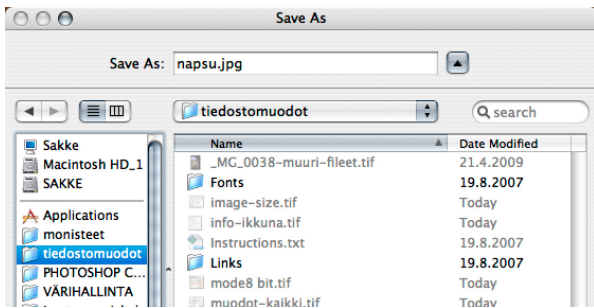 Save As
Save As: napsu.jpg
tiedostomuodot
search
Sakke
Macintosh HD_1
SAKKE
Applications
monisteet
tiedostomuodot
PHOTOSHOP C...
VÄRIHALLINTA
Name Date Modified
_MG_0038-muuri-fileet.tif 21.4.2009
Fonts 19.8.2007
image-size.tif Today
info-ikkuna.tif Today
Instructions.txt 19.8.2007
Links 19.8.2007
mode8 bit.tif Today
muodot-kaikki.tif Today